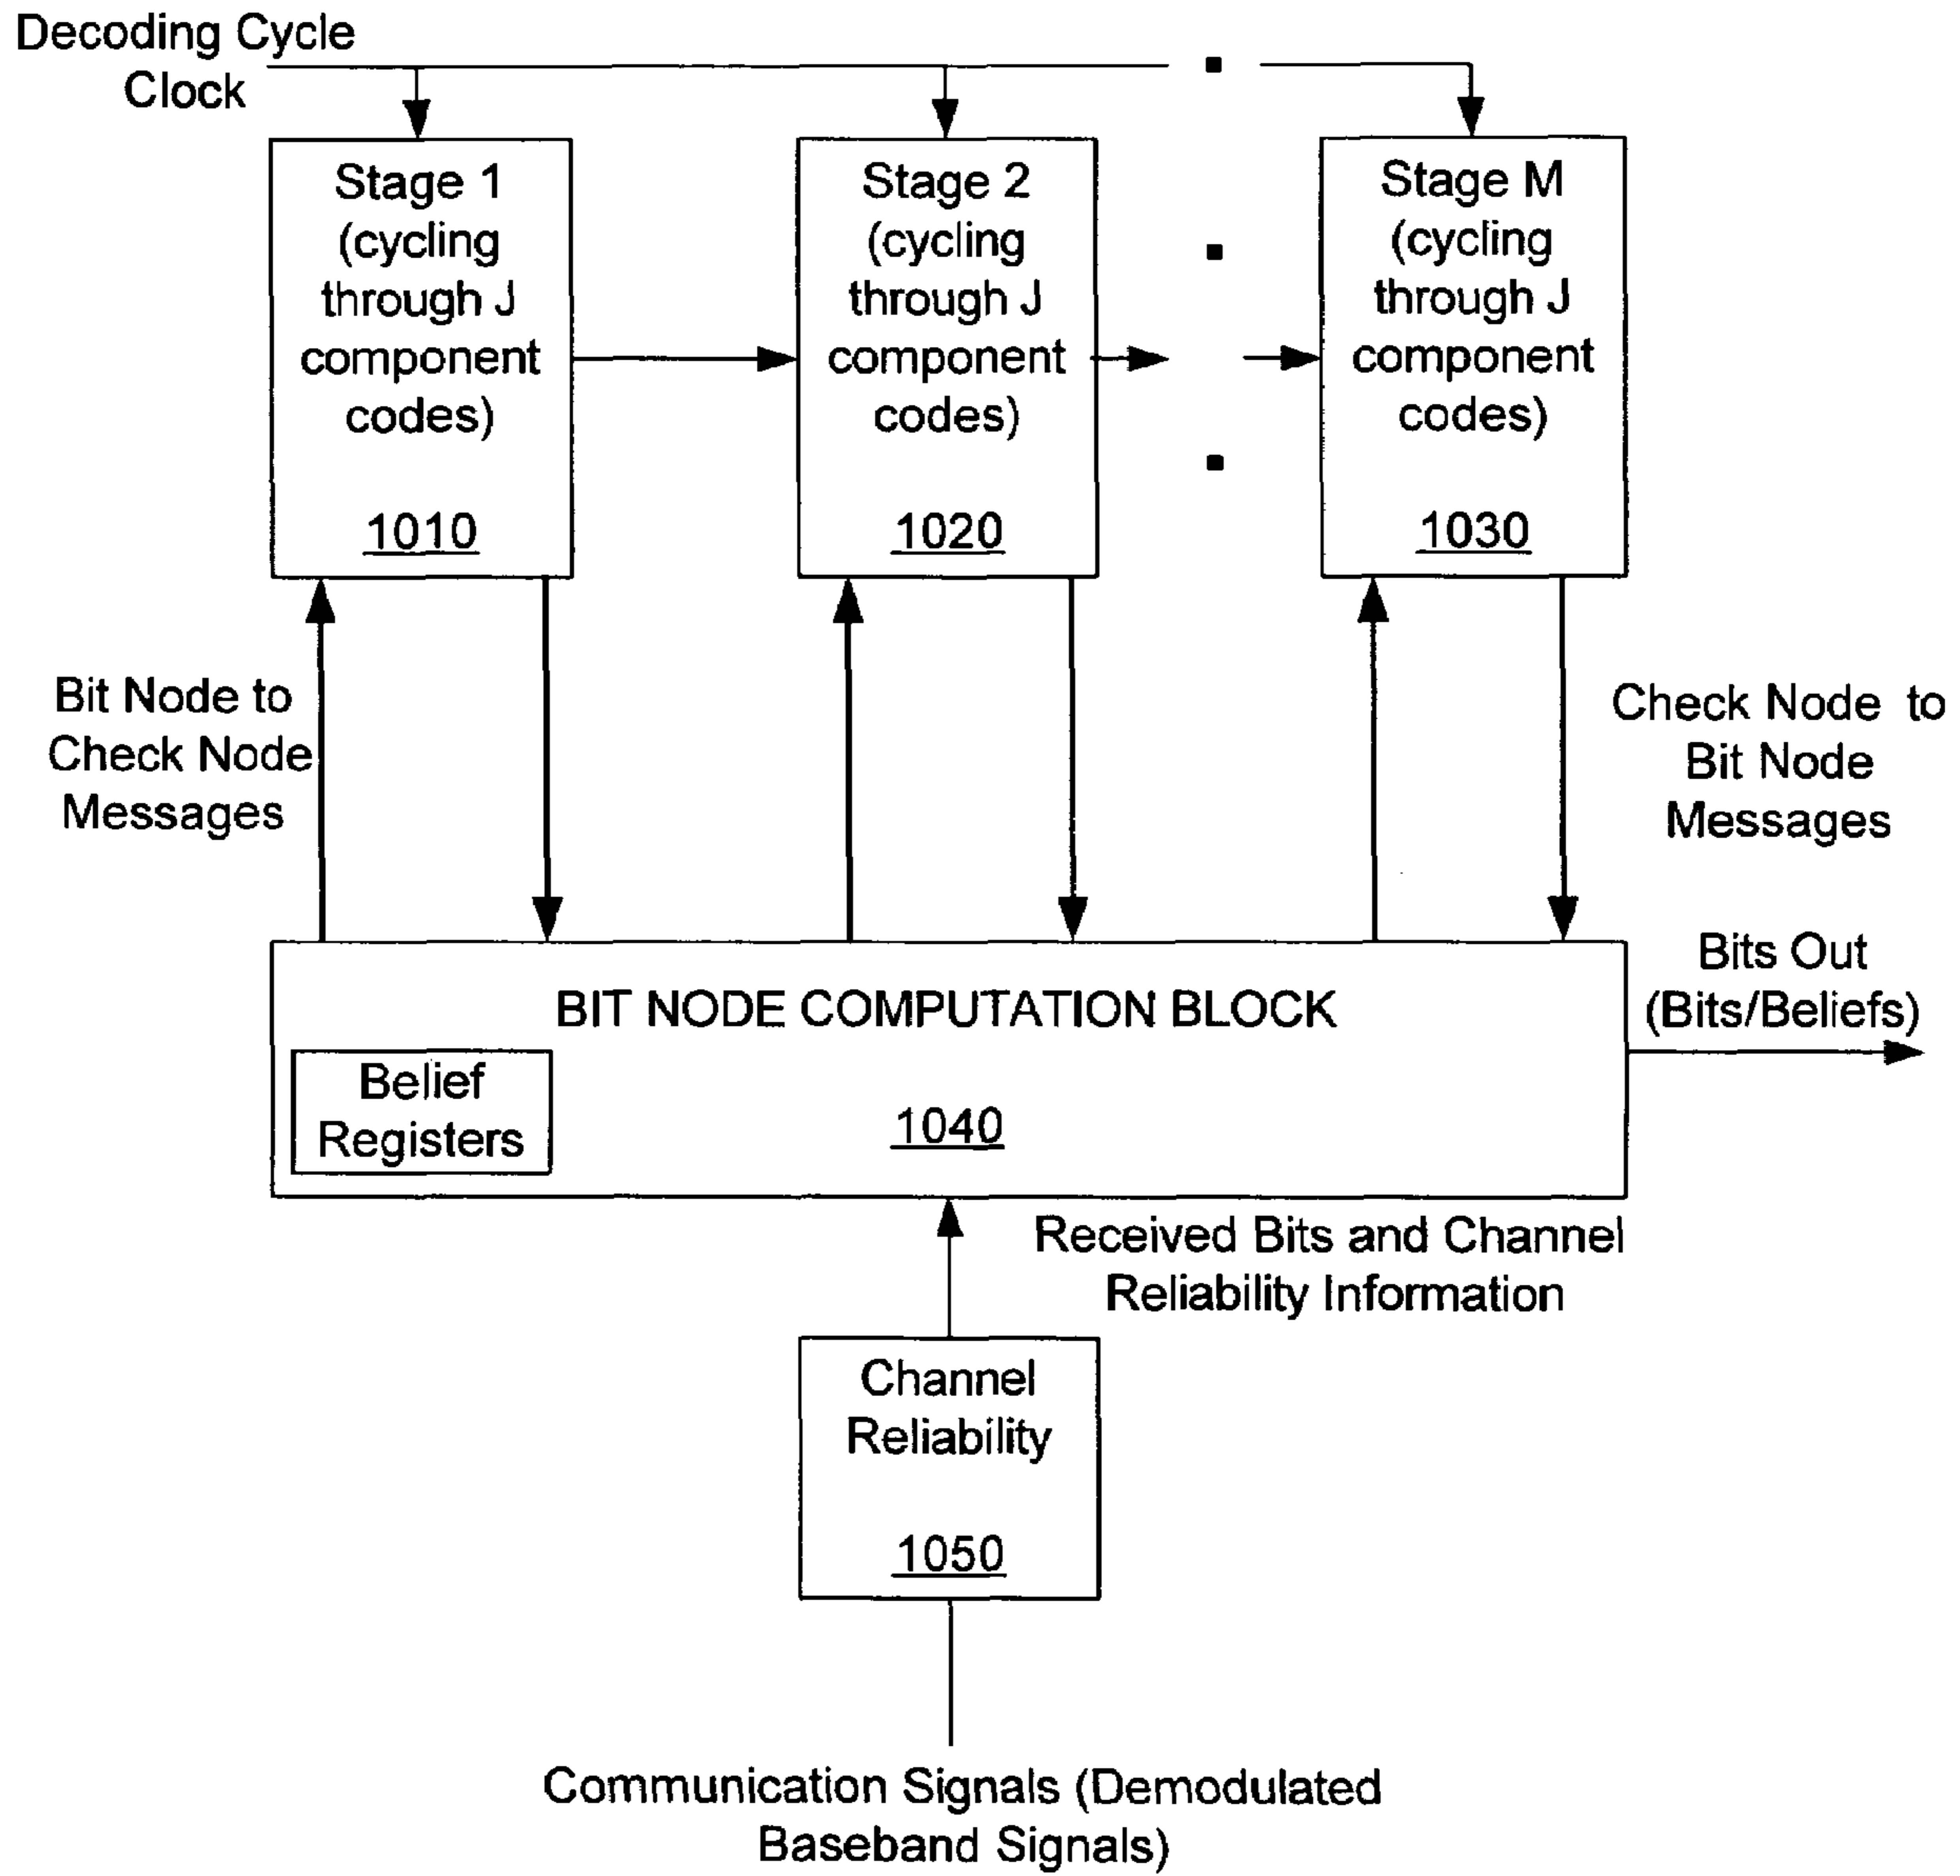 Decoding Cycle
Clock
Stage 1
(cycling
through J
component
codes)
1010
Stage 2
(cycling
through J
component
codes)
1020
Stage M
(cycling
through J
component
codes)
1030
Bit Node to
Check Node
Messages
Check Node to
Bit Node
Messages
BIT NODE COMPUTATION BLOCK
Belief
Registers
1040
Bits Out
(Bits/Beliefs)
Received Bits and Channel
Reliability Information
Channel
Reliability
1050
Communication Signals (Demodulated
Baseband Signals)